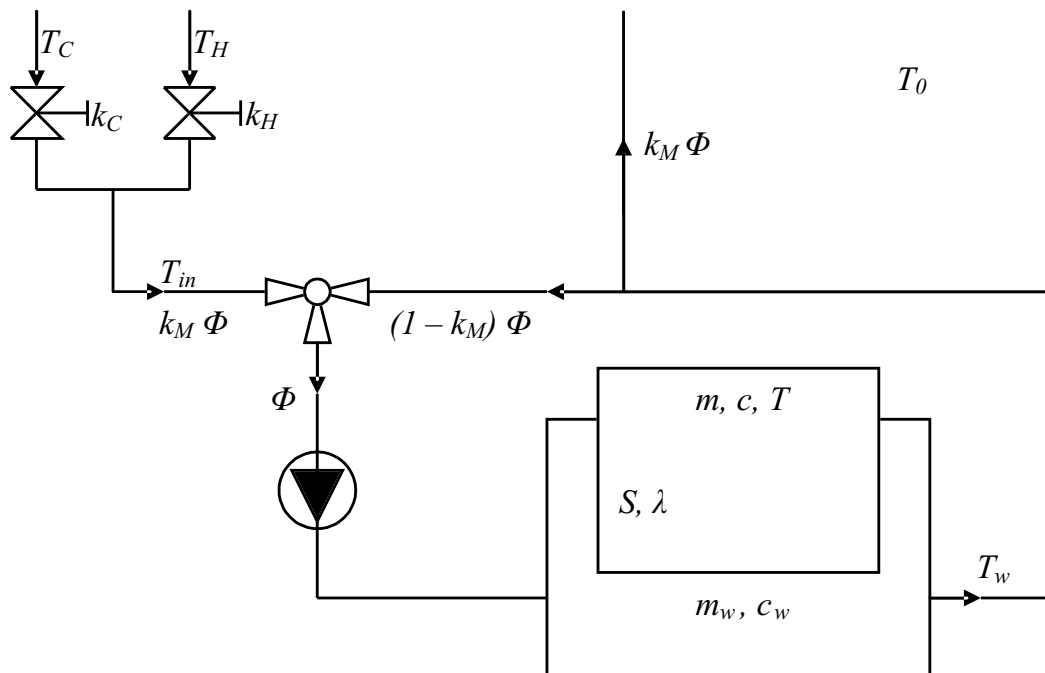 T_C
T_H
T_0
k_C
k_H
k_M Φ
T_in
k_M Φ
(1 – k_M) Φ
Φ
m, c, T
S, λ
T_w
m_w, c_w